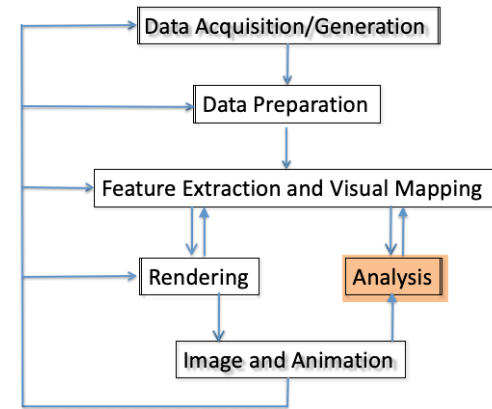 Data Acquisition/Generation
Data Preparation
Feature Extraction and Visual Mapping
Rendering
Analysis
Image and Animation